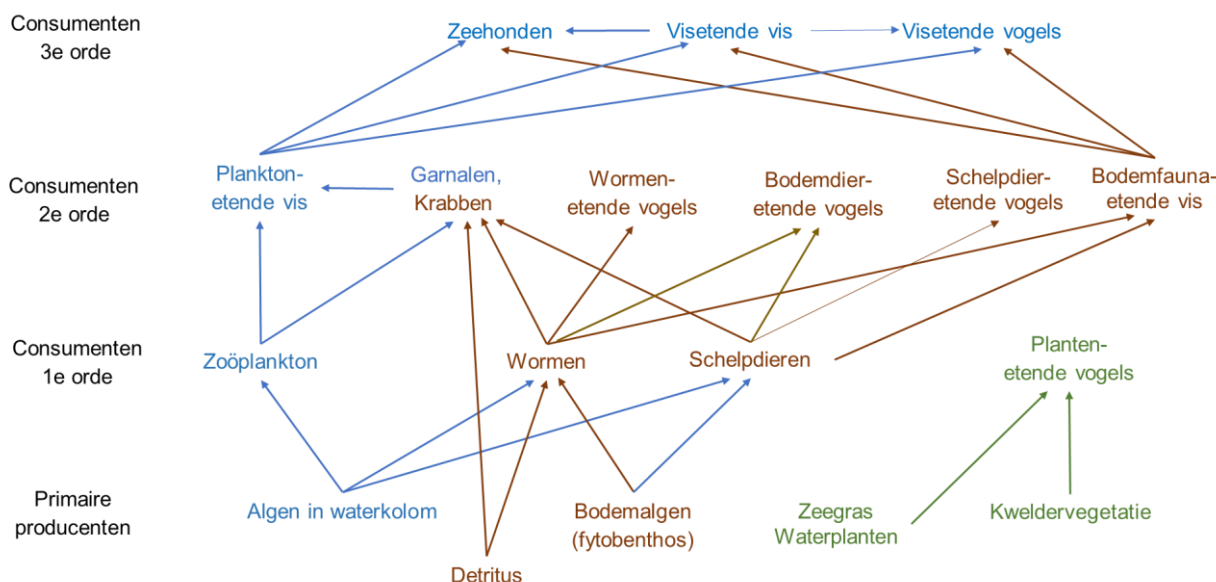 Consumenten
3e orde
Zeehonden
Visetende vis
Visetende vogels
Consumenten
2e orde
Plankton-
etende vis
Garnalen,
Krabben
Wormen-
etende vogels
Bodemdier-
etende vogels
Schelpdier-
etende vogels
Bodemfauna-
etende vis
Consumenten
1e orde
Zoöplankton
Wormen
Schelpdieren
Planten-
etende vogels
Primaire
producenten
Algen in waterkolom
Bodemalgen
(fytobenthos)
Zeegras
Waterplanten
Kweldervegetatie
Detritus